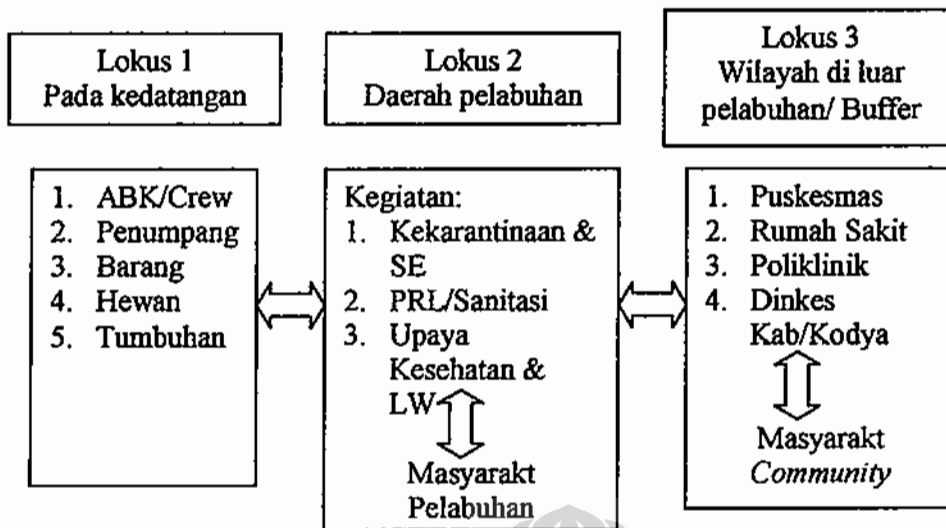 Lokus 1
Pada kedatangan
Lokus 2
Daerah pelabuhan
Lokus 3
Wilayah di luar
pelabuhan/ Buffer
1. ABK/Crew
2. Penumpang
3. Barang
4. Hewan
5. Tumbuhan
Kegiatan:
1. Kekarantinaan &
SE
2. PRL/Sanitasi
3. Upaya
Kesehatan &
LW
Masyarakt
Pelabuhan
1. Puskesmas
2. Rumah Sakit
3. Poliklinik
4. Dinkes
Kab/Kodya
Masyarakt
Community